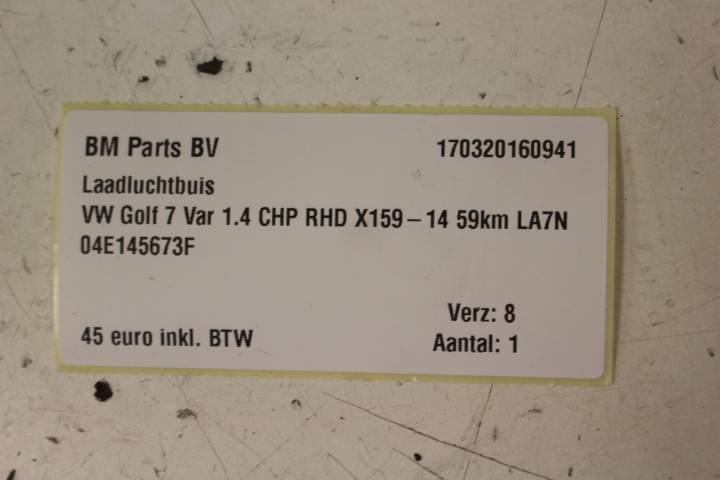 BM Parts BV 170320160941
Laadluchtbuis
VW Golf 7 Var 1.4 CHP RHD X159-14 59km LA7N
04E145673F
Verz: 8
45 euro inkl. BTW Aantal: 1